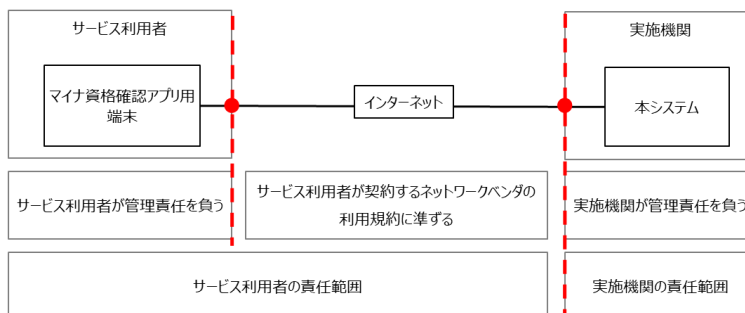 サービス利用者
実施機関
マイナ資格確認アプリ用
端末
インターネット
本システム
サービス利用者が管理責任を負う
サービス利用者が契約するネットワークベンダの
利用規約に準ずる
実施機関が管理責任を負う
サービス利用者の責任範囲
実施機関の責任範囲